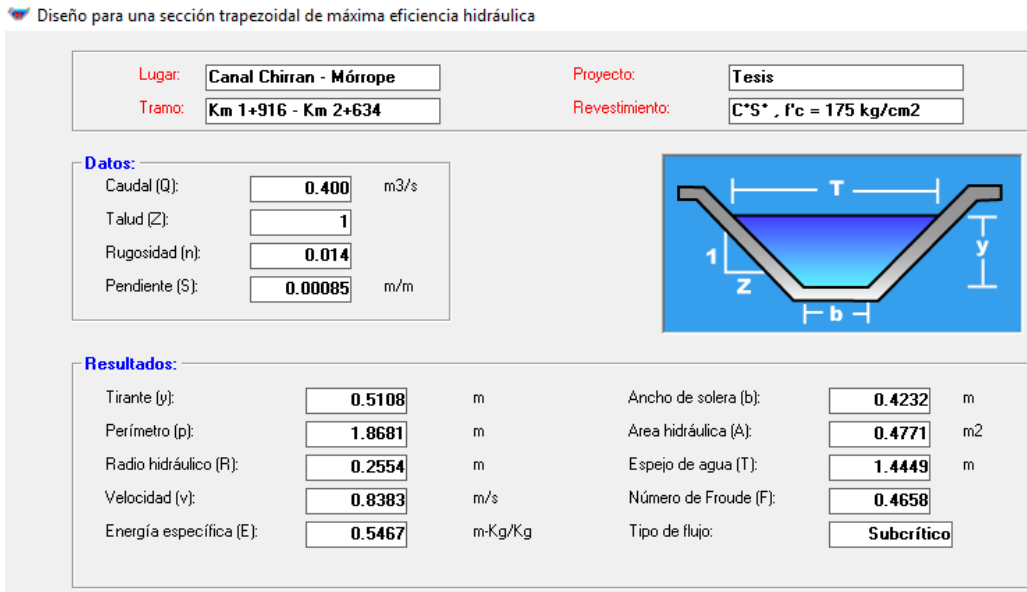 Diseño para una sección trapezoidal de máxima eficiencia hidráulica
Lugar: Canal Chirran - Mórrope Proyecto: Tesis
Tramo: Km 1+916 - Km 2+634 Revestimiento: C*S* , f'c = 175 kg/cm2
Datos:
Caudal (Q): 0.400 m3/s
Talud (Z): 1
Rugosidad (n): 0.014
Pendiente (S): 0.00085 m/m
T
y
1
Z
b
Resultados:
Tirante (y): 0.5108 m Ancho de solera (b): 0.4232 m
Perímetro (p): 1.8681 m Area hidráulica (A): 0.4771 m2
Radio hidráulico (R): 0.2554 m Espejo de agua (T): 1.4449 m
Velocidad (v): 0.8383 m/s Número de Froude (F): 0.4658
Energía específica (E): 0.5467 m-Kg/Kg Tipo de flujo: Subcrítico